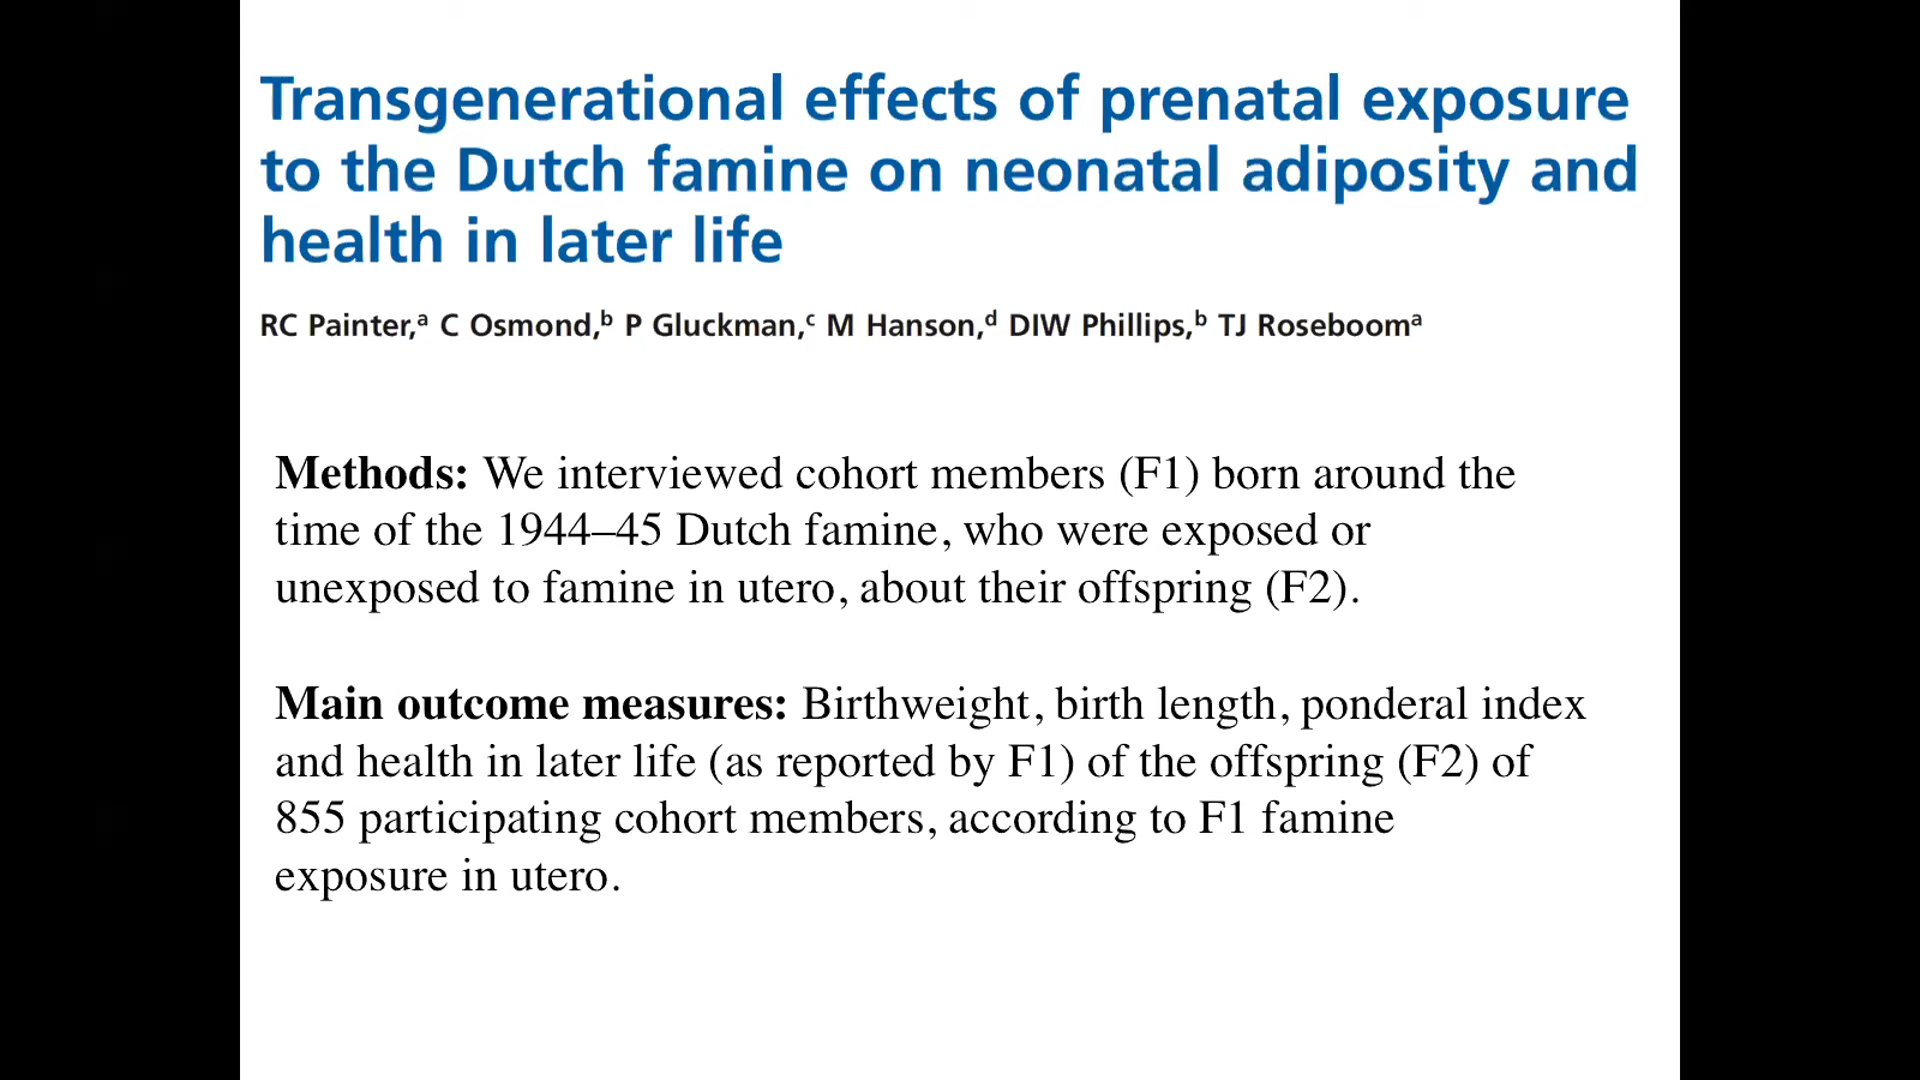 Transgenerational effects of prenatal exposure
to the Dutch famine on neonatal adiposity and
health in later life
RC Painter,ᵃ C Osmond,ᵇ P Gluckman,ᶜ M Hanson,ᵈ DIW Phillips,ᵇ TJ Roseboomᵃ
Methods: We interviewed cohort members (F1) born around the
time of the 1944–45 Dutch famine, who were exposed or
unexposed to famine in utero, about their offspring (F2).
Main outcome measures: Birthweight, birth length, ponderal index
and health in later life (as reported by F1) of the offspring (F2) of
855 participating cohort members, according to F1 famine
exposure in utero.